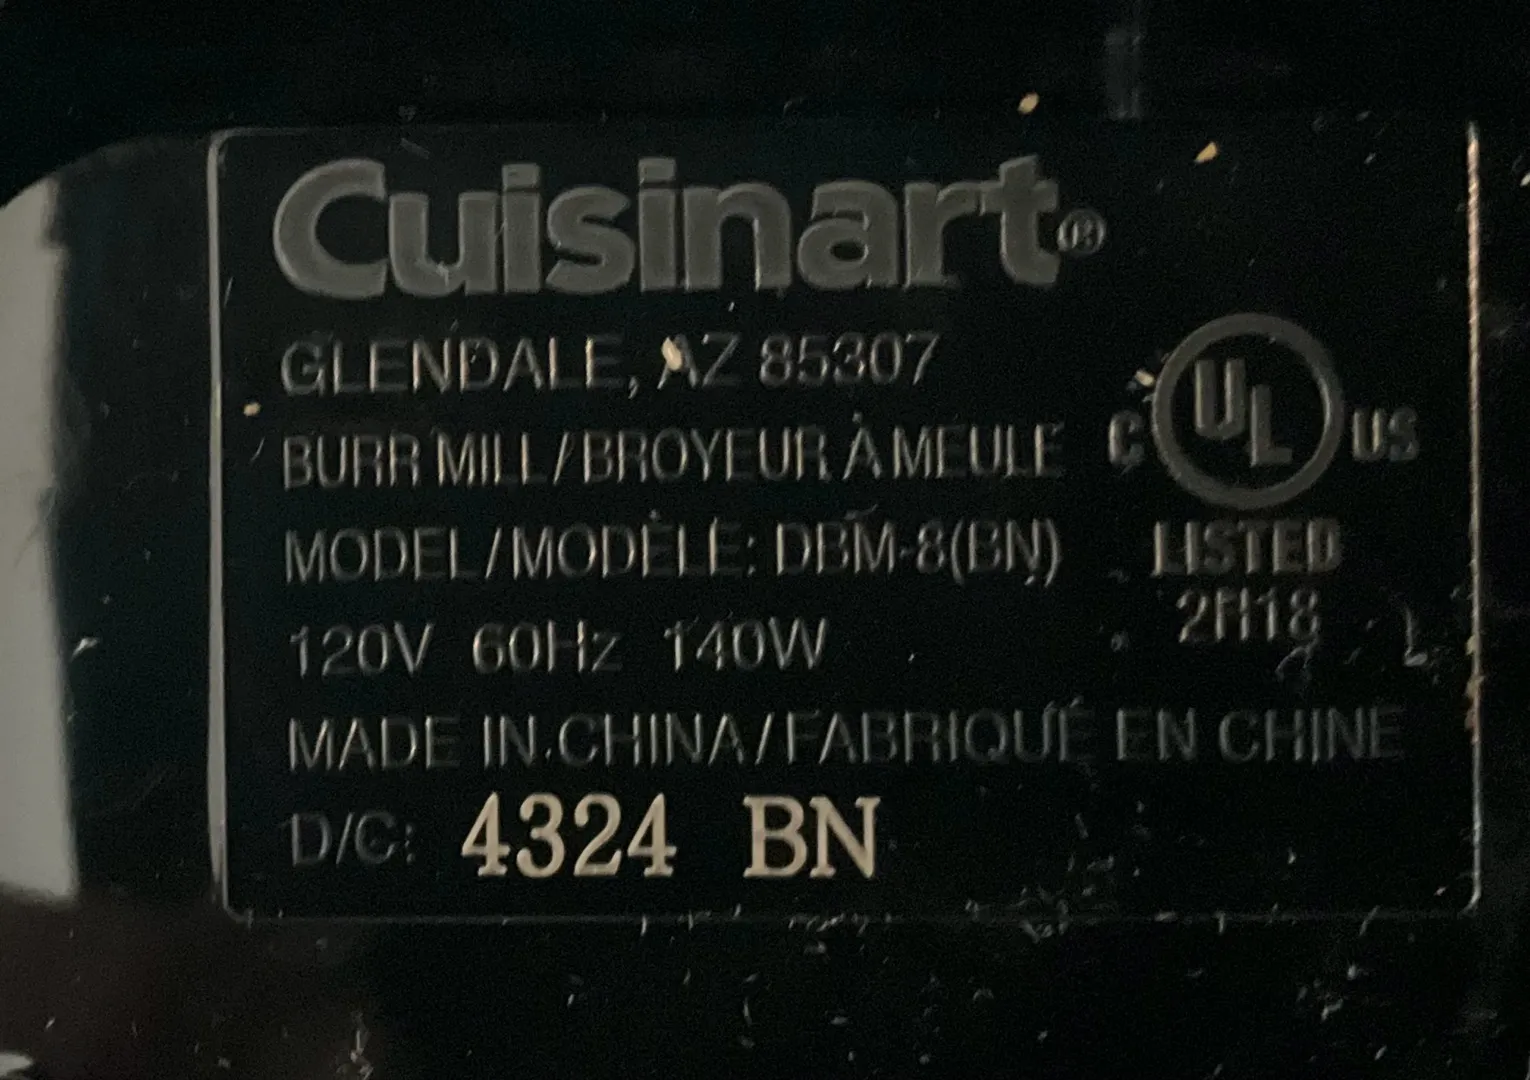 Cuisinart®
GLENDALE, AZ 85307
BURR MILL/BROYEUR À MEULE
MODEL/MODÈLE: DBM-8(BN)
120V 60Hz 140W
MADE IN CHINA/FABRIQUÉ EN CHINE
D/C: 4324 BN
C UL US
LISTED
2H18